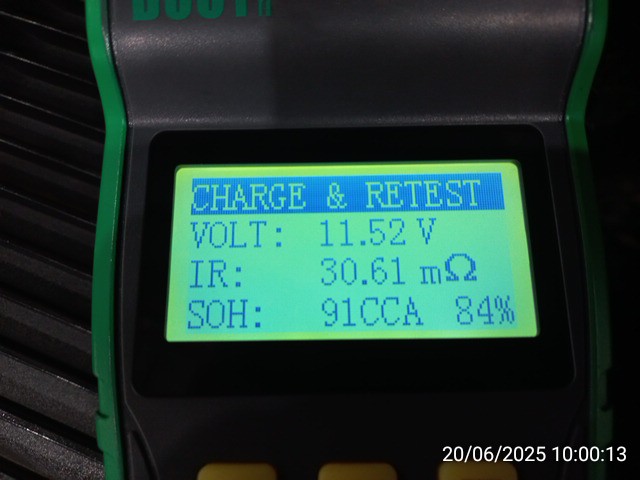 CHARGE & RETEST
VOLT: 11.52 V
IR: 30.61 mΩ
SOH: 91CCA 84%
20/06/2025 10:00:13